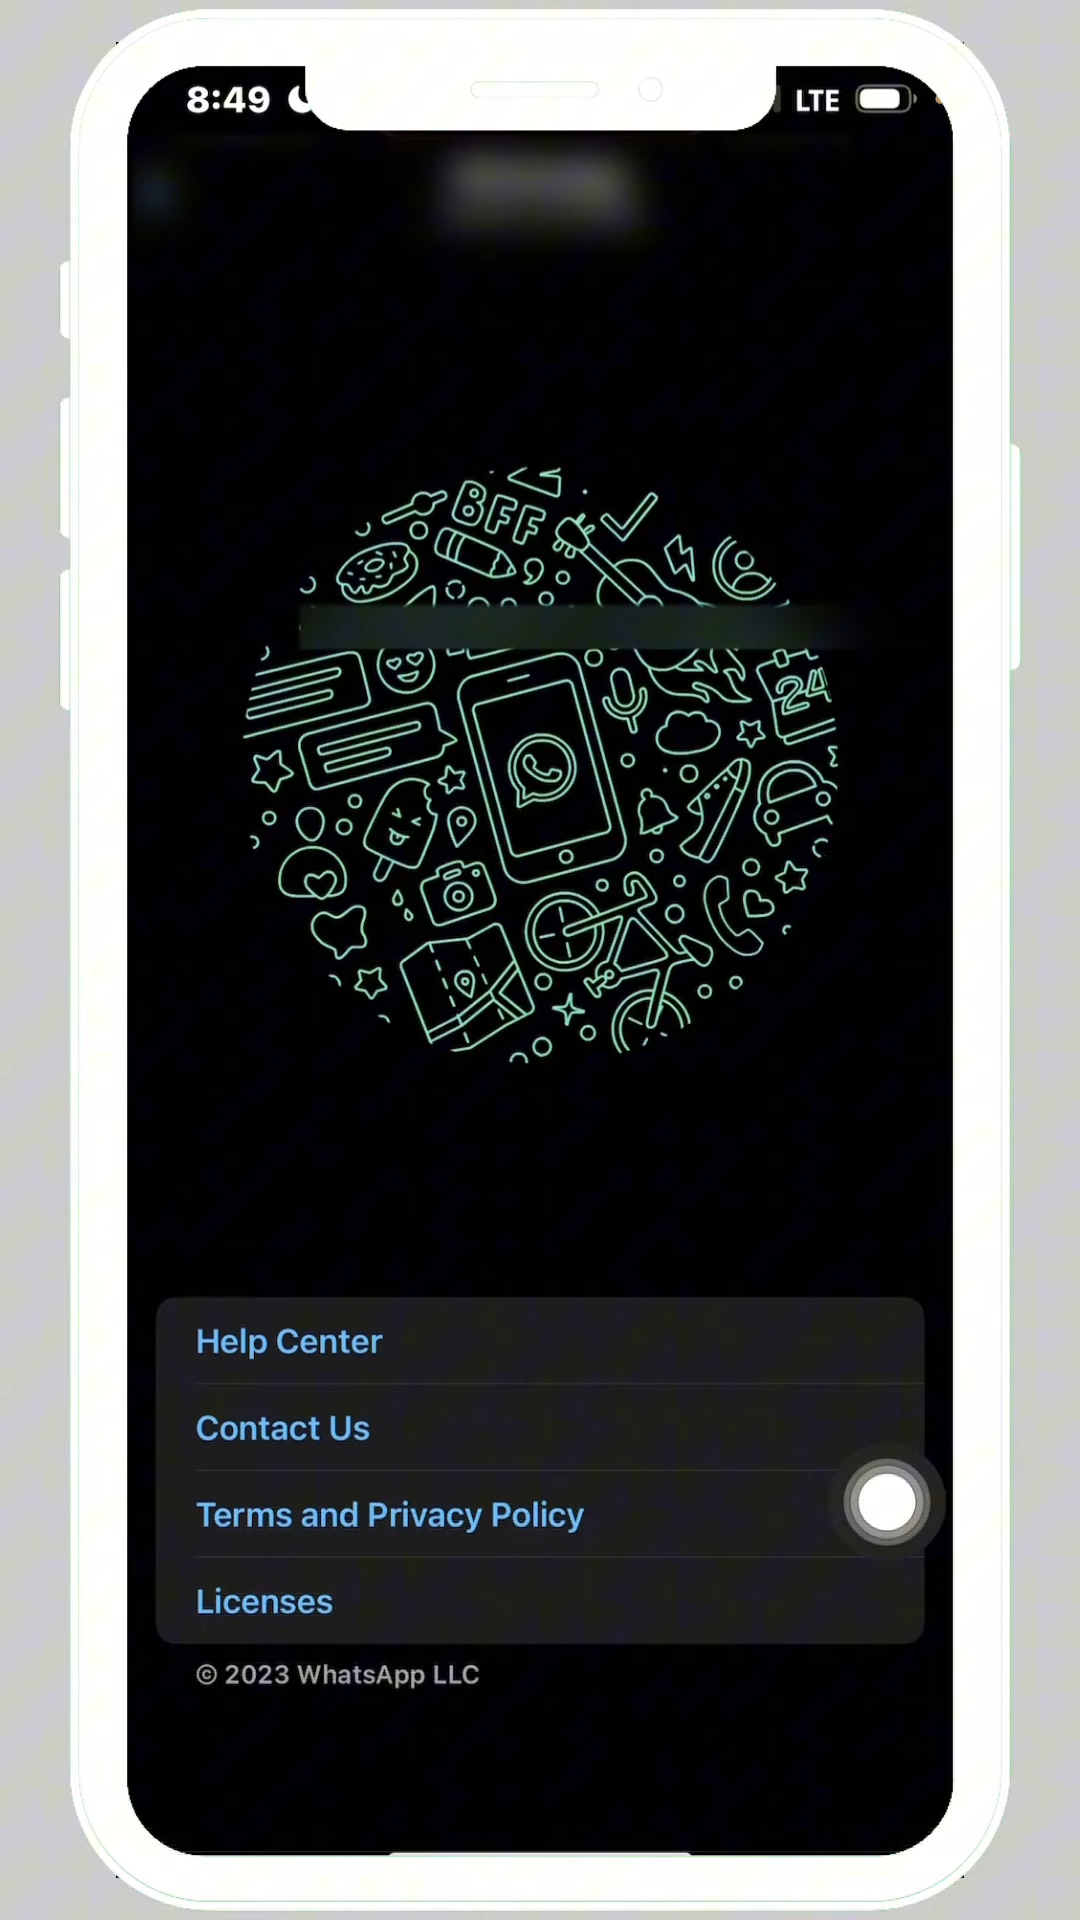 8:49
LTE
BFF
24
Help Center
Contact Us
Terms and Privacy Policy
Licenses
© 2023 WhatsApp LLC